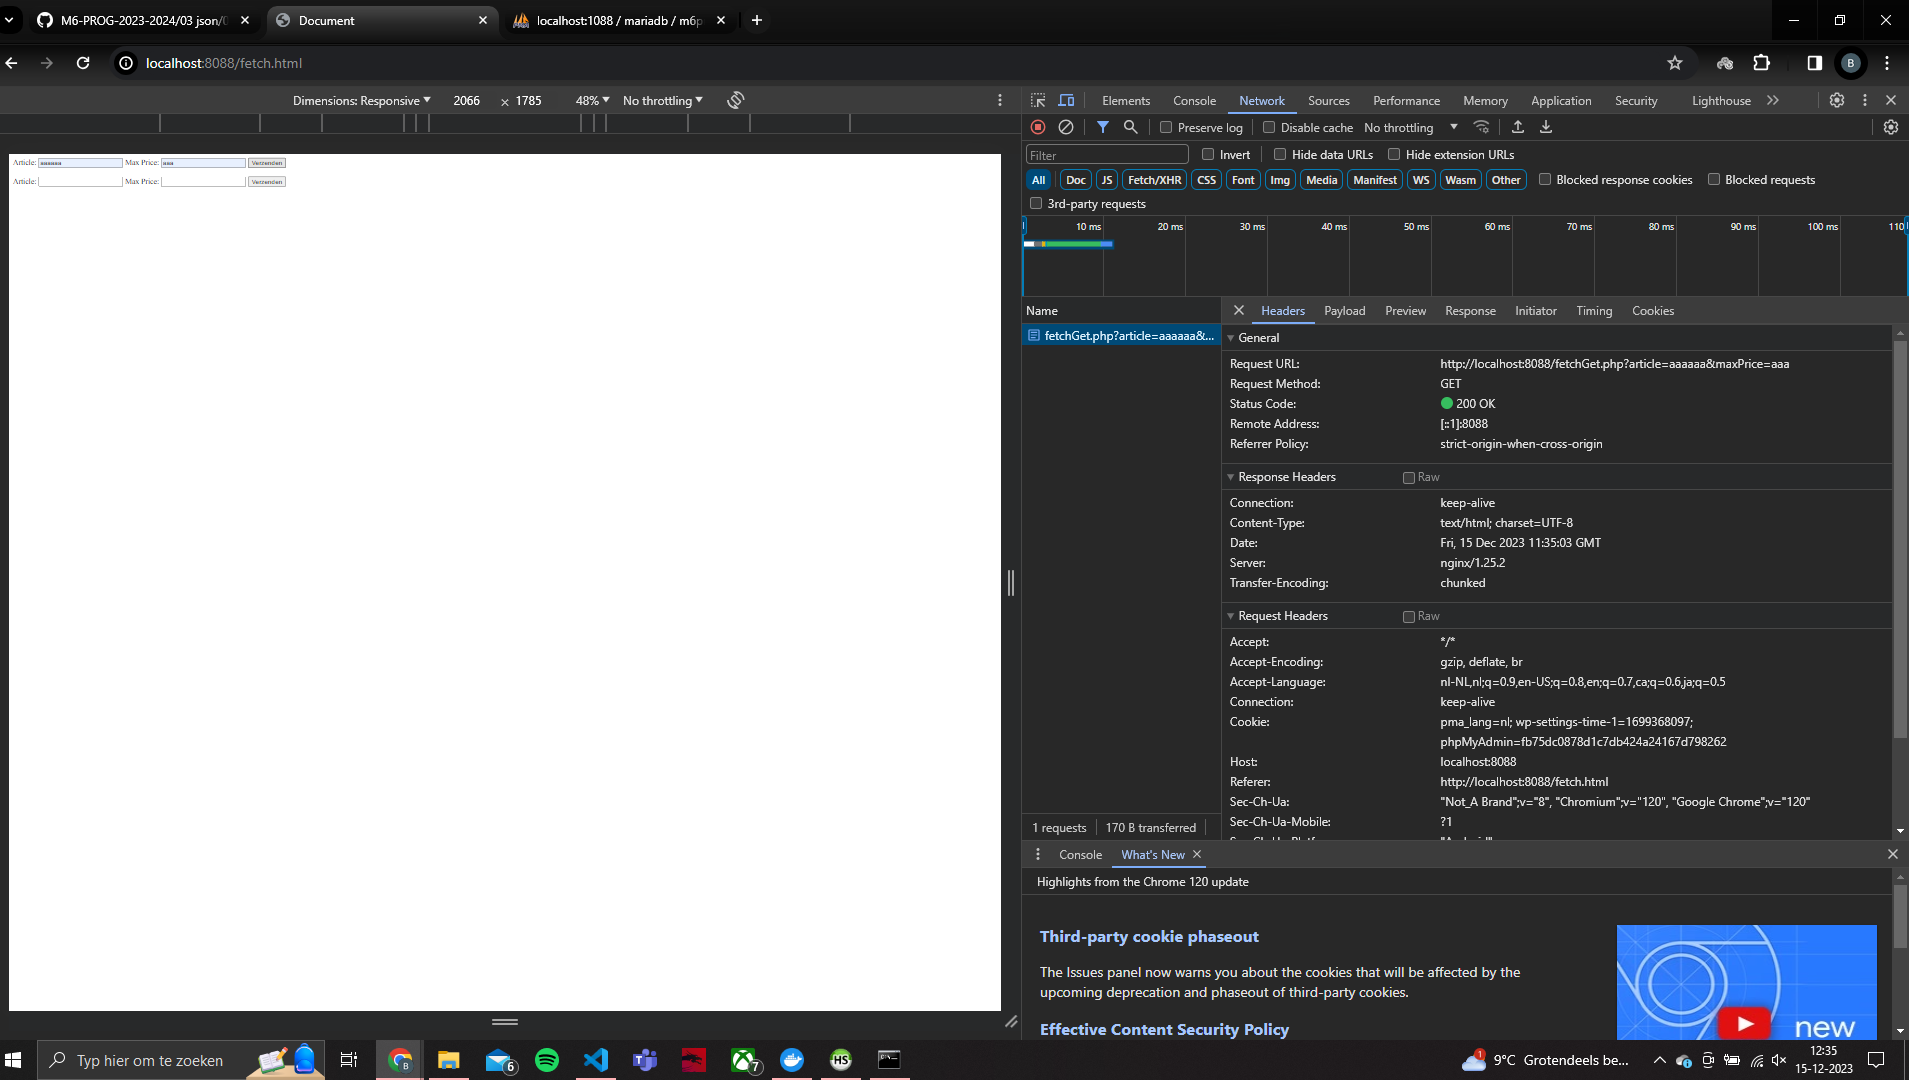 M6-PROG-2023-2024/03 json/0
Document
localhost:1088 / mariadb / m6p
localhost:8088/fetch.html
B
Dimensions: Responsive 2066 × 1785 48% No throttling
Elements Console Network Sources Performance Memory Application Security Lighthouse
Preserve log Disable cache No throttling
Filter Invert Hide data URLs Hide extension URLs
All Doc JS Fetch/XHR CSS Font Img Media Manifest WS Wasm Other Blocked response cookies Blocked requests
3rd-party requests
10 ms 20 ms 30 ms 40 ms 50 ms 60 ms 70 ms 80 ms 90 ms 100 ms 110
Article: aaaaaa Max Price: aaa Verzenden
Article: Max Price: Verzenden
Name
fetchGet.php?article=aaaaaa&...
1 requests 170 B transferred
Headers Payload Preview Response Initiator Timing Cookies
General
Request URL: http://localhost:8088/fetchGet.php?article=aaaaaa&maxPrice=aaa
Request Method: GET
Status Code: 200 OK
Remote Address: [::1]:8088
Referrer Policy: strict-origin-when-cross-origin
Response Headers Raw
Connection: keep-alive
Content-Type: text/html; charset=UTF-8
Date: Fri, 15 Dec 2023 11:35:03 GMT
Server: nginx/1.25.2
Transfer-Encoding: chunked
Request Headers Raw
Accept: */*
Accept-Encoding: gzip, deflate, br
Accept-Language: nl-NL,nl;q=0.9,en-US;q=0.8,en;q=0.7,ca;q=0.6,ja;q=0.5
Connection: keep-alive
Cookie: pma_lang=nl; wp-settings-time-1=1699368097;
phpMyAdmin=fb75dc0878d1c7db424a24167d798262
Host: localhost:8088
Referer: http://localhost:8088/fetch.html
Sec-Ch-Ua: "Not_A Brand";v="8", "Chromium";v="120", "Google Chrome";v="120"
Sec-Ch-Ua-Mobile: ?1
Console What's New
Highlights from the Chrome 120 update
Third-party cookie phaseout
The Issues panel now warns you about the cookies that will be affected by the
upcoming deprecation and phaseout of third-party cookies.
Effective Content Security Policy
new
Typ hier om te zoeken
B
6
7
HS
1
9°C Grotendeels be...
12:35
15-12-2023